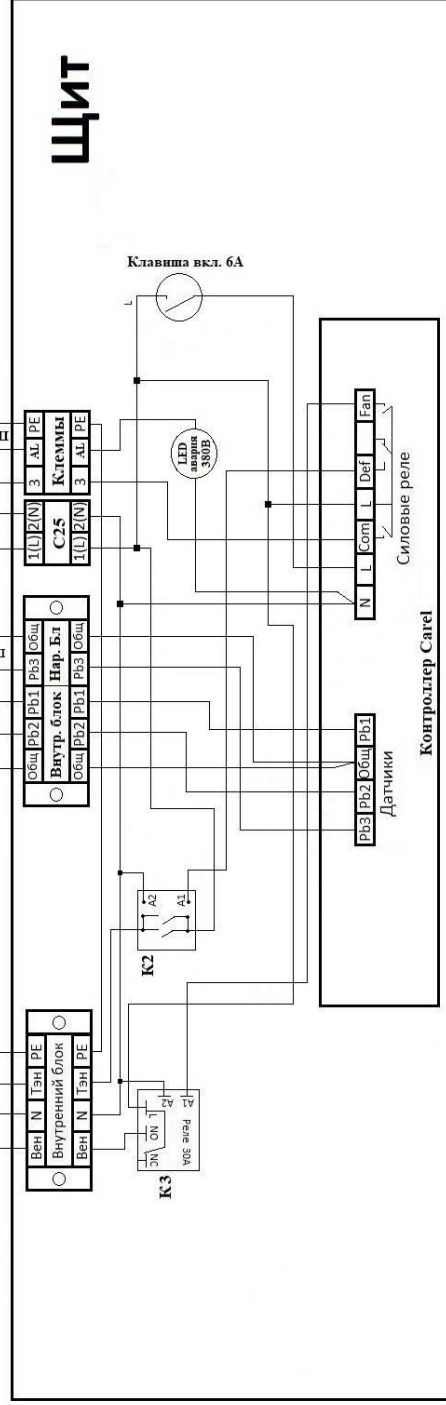 Щит
Клавиша вкл. 6А
L
3 AL PE
Клеммы
3 AL PE
1(L) 2(N)
C25
1(L) 2(N)
LED
авария
380В
Общ Pb2 Pb1 Pb3 Общ
Внутр. блок Нар. Бл
Общ Pb2 Pb1 Pb3 Общ
A2
A1
K2
Вен N Тэн PE
Внутренний блок
Вен N Тэн PE
L
NO
NC
A2
A1
Реле 30А
K3
N L Com L Def Fan
Силовые реле
Pb3 Pb2 Общ Pb1
Датчики
Контроллер Carel